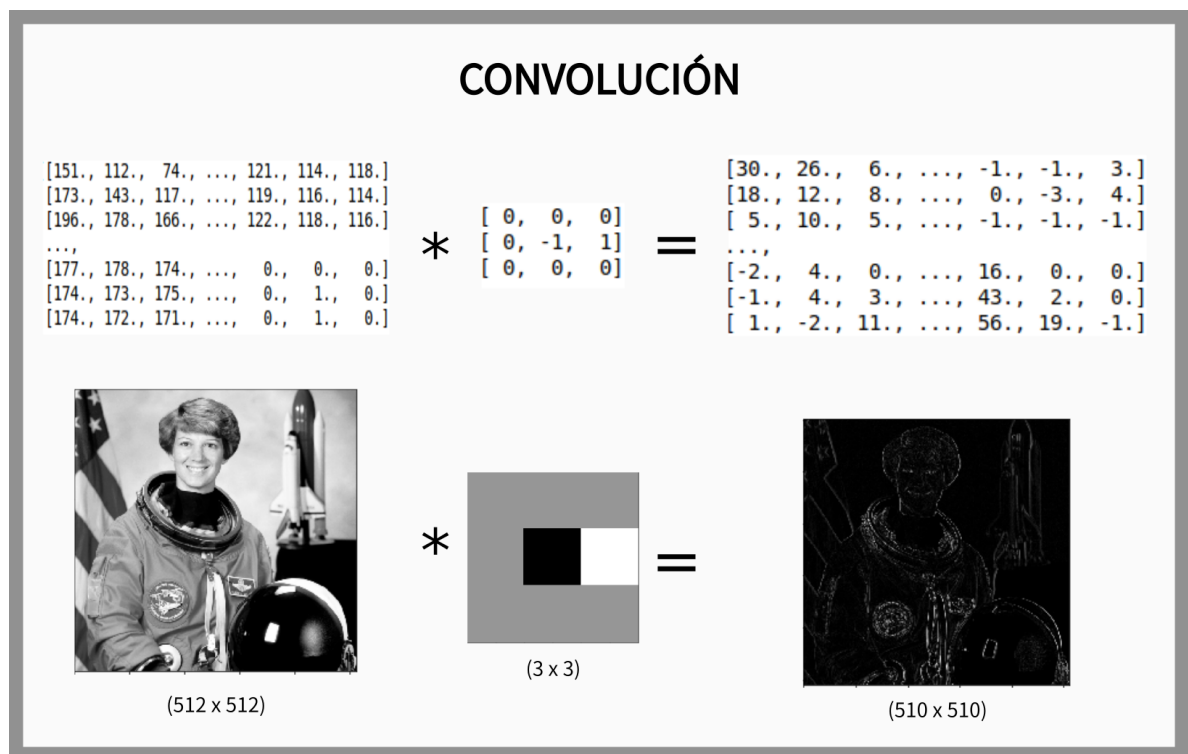 CONVOLUCIÓN
[151., 112., 74., ..., 121., 114., 118.]
[173., 143., 117., ..., 119., 116., 114.]
[196., 178., 166., ..., 122., 118., 116.]
...,
[177., 178., 174., ..., 0., 0., 0.]
[174., 173., 175., ..., 0., 1., 0.]
[174., 172., 171., ..., 0., 1., 0.]
*
[ 0, 0, 0]
[ 0, -1, 1]
[ 0, 0, 0]
=
[30., 26., 6., ..., -1., -1., 3.]
[18., 12., 8., ..., 0., -3., 4.]
[ 5., 10., 5., ..., -1., -1., -1.]
...,
[-2., 4., 0., ..., 16., 0., 0.]
[-1., 4., 3., ..., 43., 2., 0.]
[ 1., -2., 11., ..., 56., 19., -1.]
*
=
(512 x 512)
(3 x 3)
(510 x 510)